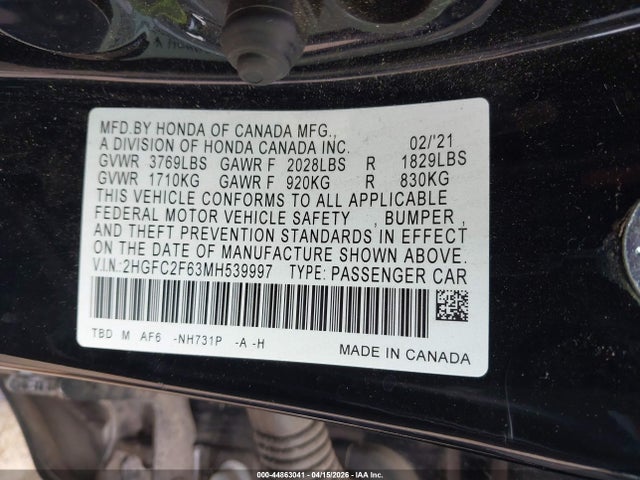 MFD.BY HONDA OF CANADA MFG.,
A DIVISION OF HONDA CANADA INC. 02/'21
GVWR 3769LBS GAWR F 2028LBS R 1829LBS
GVWR 1710KG GAWR F 920KG R 830KG
THIS VEHICLE CONFORMS TO ALL APPLICABLE
FEDERAL MOTOR VEHICLE SAFETY , BUMPER ,
AND THEFT PREVENTION STANDARDS IN EFFECT
ON THE DATE OF MANUFACTURE SHOWN ABOVE.
V.I.N.:2HGFC2F63MH539997 TYPE: PASSENGER CAR
TBD M AF6 -NH731P -A -H
MADE IN CANADA
000-44863041 - 04/15/2026 - IAA Inc.